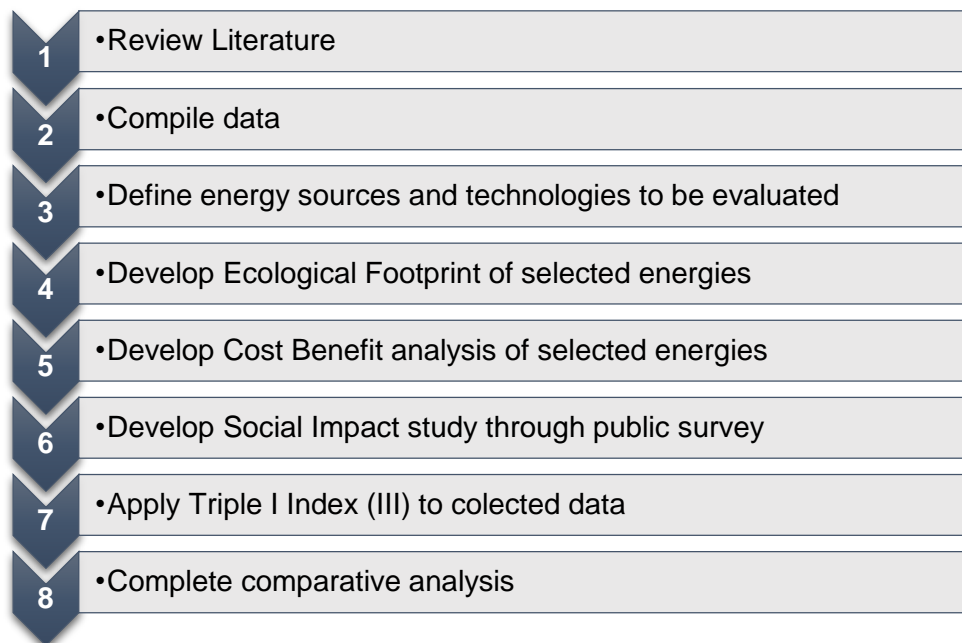 1 •Review Literature
2 •Compile data
3 •Define energy sources and technologies to be evaluated
4 •Develop Ecological Footprint of selected energies
5 •Develop Cost Benefit analysis of selected energies
6 •Develop Social Impact study through public survey
7 •Apply Triple I Index (III) to colected data
8 •Complete comparative analysis